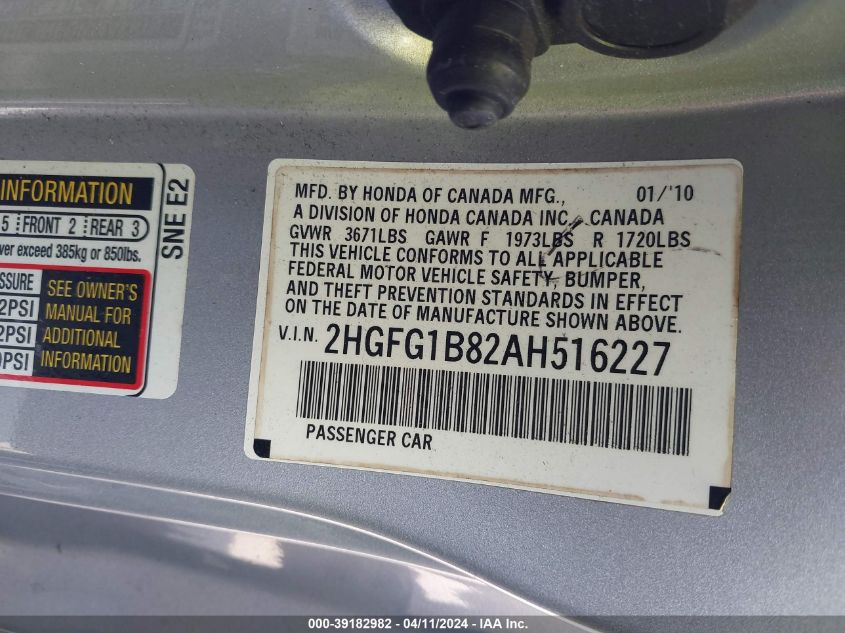 INFORMATION
5 FRONT 2 REAR 3
ver exceed 385kg or 850lbs.
SSURE
2PSI
2PSI
0PSI
SEE OWNER'S
MANUAL FOR
ADDITIONAL
INFORMATION
SNE E2
MFD. BY HONDA OF CANADA MFG., 01/'10
A DIVISION OF HONDA CANADA INC., CANADA
GVWR 3671LBS GAWR F 1973LBS R 1720LBS
THIS VEHICLE CONFORMS TO ALL APPLICABLE
FEDERAL MOTOR VEHICLE SAFETY, BUMPER,
AND THEFT PREVENTION STANDARDS IN EFFECT
ON THE DATE OF MANUFACTURE SHOWN ABOVE.
V.I.N. 2HGFG1B82AH516227
PASSENGER CAR
000-39182982 - 04/11/2024 - IAA Inc.